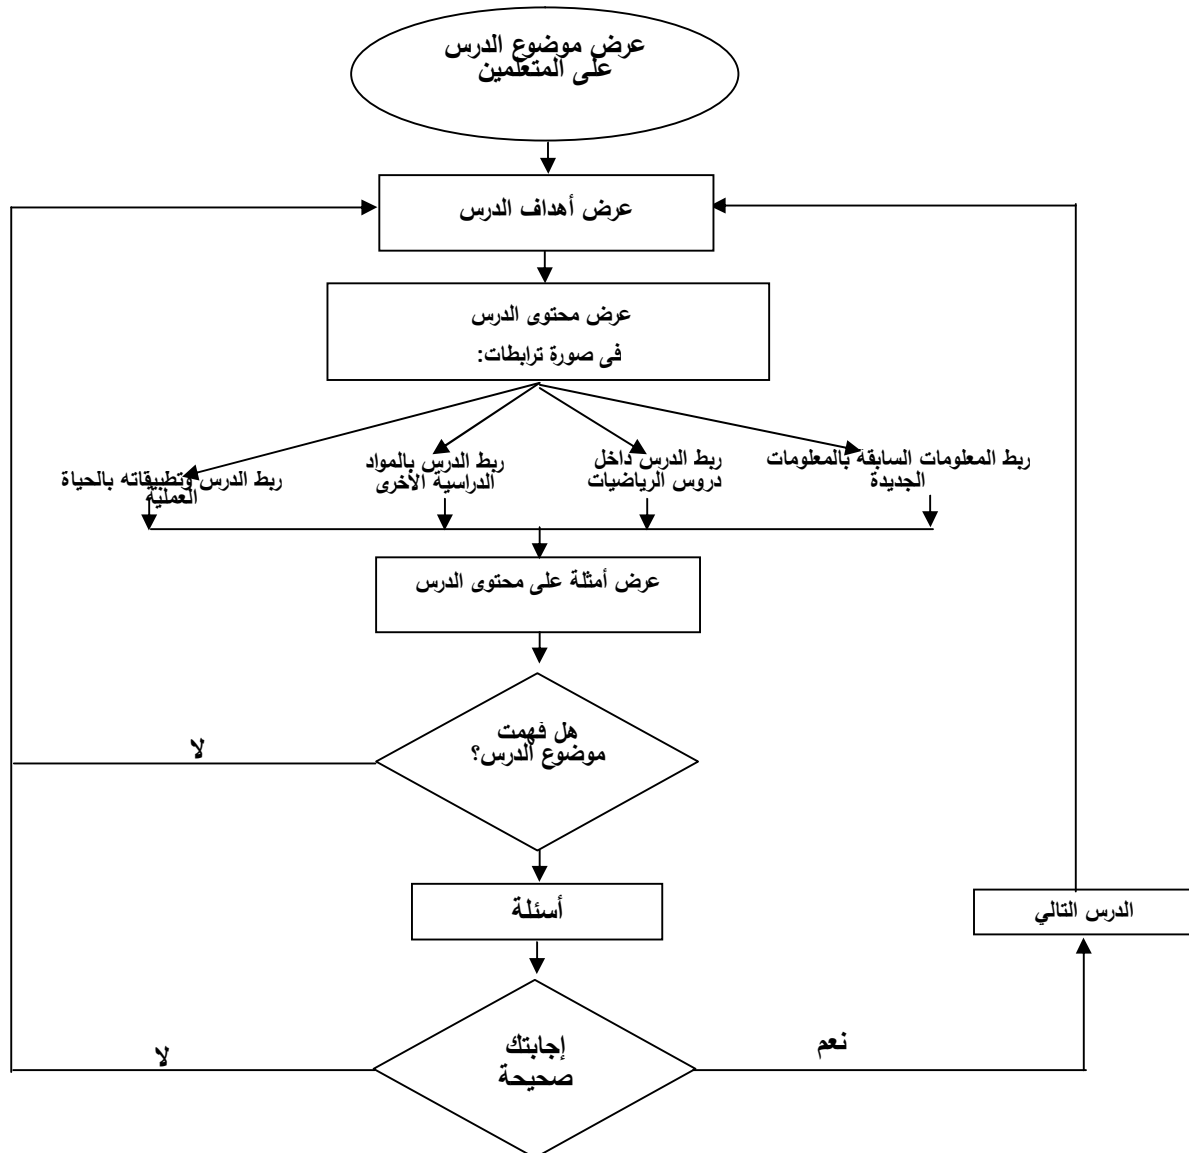 عرض موضوع الدرس
على المتعلمين
عرض أهداف الدرس
عرض محتوى الدرس
فى صورة ترابطات:
ربط المعلومات السابقة بالمعلومات
الجديدة
ربط الدرس داخل
دروس الرياضيات
ربط الدرس بالمواد
الدراسية الأخرى
ربط الدرس وتطبيقاته بالحياة
العملية
عرض أمثلة على محتوى الدرس
هل فهمت
موضوع الدرس؟
لا
أسئلة
الدرس التالي
إجابتك
صحيحة
نعم
لا